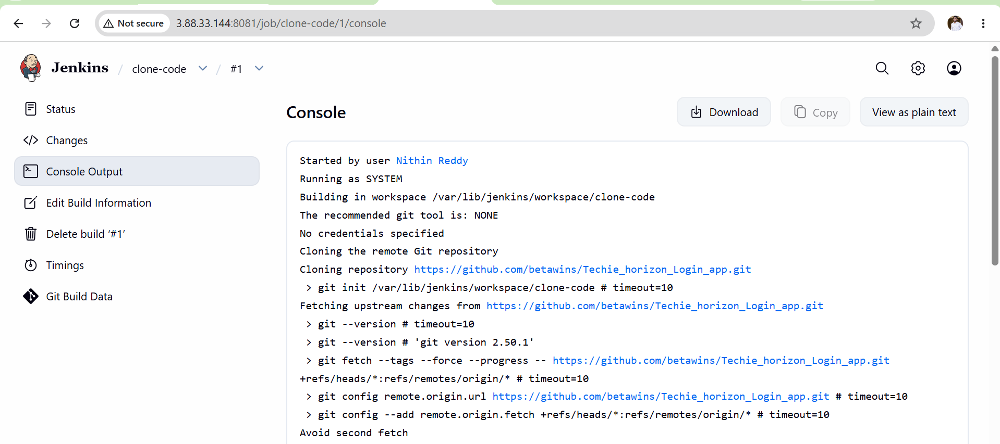 Not secure 3.88.33.144:8081/job/clone-code/1/console
Jenkins / clone-code / #1
Status
Changes
Console Output
Edit Build Information
Delete build ‘#1’
Timings
Git Build Data
Console
Download Copy View as plain text
Started by user Nithin Reddy
Running as SYSTEM
Building in workspace /var/lib/jenkins/workspace/clone-code
The recommended git tool is: NONE
No credentials specified
Cloning the remote Git repository
Cloning repository https://github.com/betawins/Techie_horizon_Login_app.git
 > git init /var/lib/jenkins/workspace/clone-code # timeout=10
Fetching upstream changes from https://github.com/betawins/Techie_horizon_Login_app.git
 > git --version # timeout=10
 > git --version # 'git version 2.50.1'
 > git fetch --tags --force --progress -- https://github.com/betawins/Techie_horizon_Login_app.git
+refs/heads/*:refs/remotes/origin/* # timeout=10
 > git config remote.origin.url https://github.com/betawins/Techie_horizon_Login_app.git # timeout=10
 > git config --add remote.origin.fetch +refs/heads/*:refs/remotes/origin/* # timeout=10
Avoid second fetch